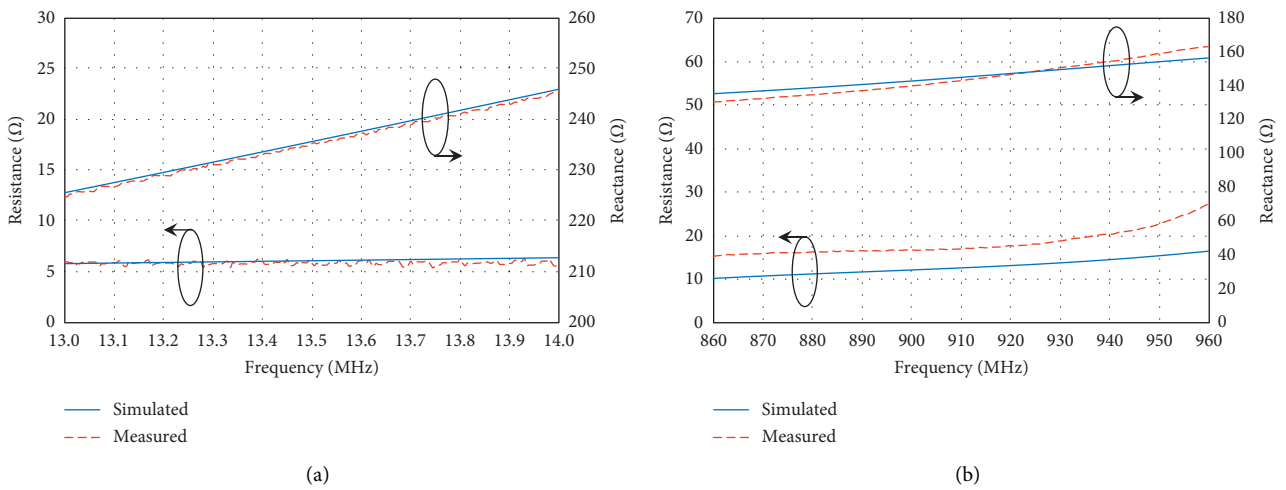 30
25
20
15
10
5
0
Resistance (Ω)
260
250
240
230
220
210
200
Reactance (Ω)
13.0 13.1 13.2 13.3 13.4 13.5 13.6 13.7 13.8 13.9 14.0
Frequency (MHz)
Simulated
Measured
(a)
70
60
50
40
30
20
10
0
Resistance (Ω)
180
160
140
120
100
80
60
40
20
0
Reactance (Ω)
860 870 880 890 900 910 920 930 940 950 960
Frequency (MHz)
Simulated
Measured
(b)